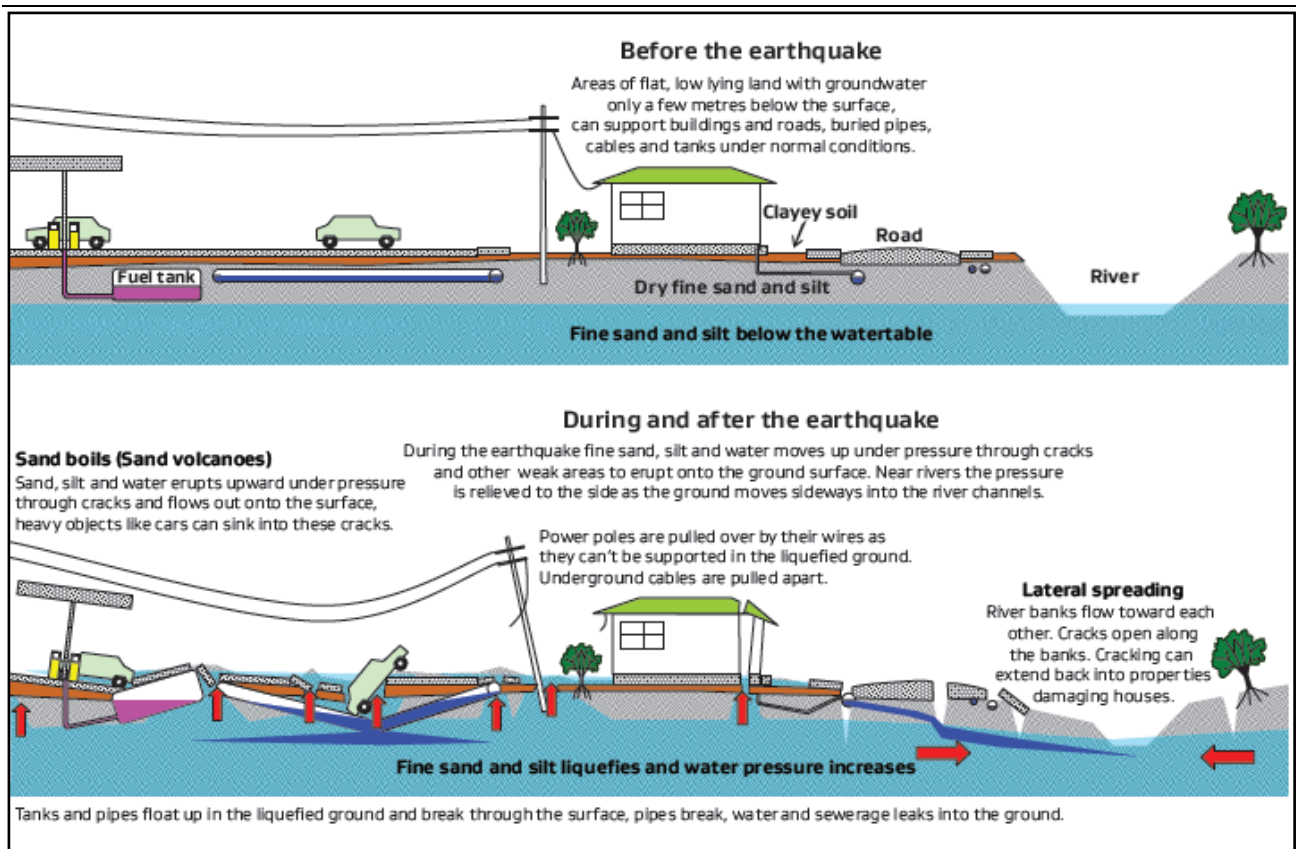 Before the earthquake
Areas of flat, low lying land with groundwater
only a few metres below the surface,
can support buildings and roads, buried pipes,
cables and tanks under normal conditions.
Clayey soil
Road
Fuel tank
River
Dry fine sand and silt
Fine sand and silt below the watertable
During and after the earthquake
During the earthquake fine sand, silt and water moves up under pressure through cracks
and other weak areas to erupt onto the ground surface. Near rivers the pressure
is relieved to the side as the ground moves sideways into the river channels.
Sand boils (Sand volcanoes)
Sand, silt and water erupts upward under pressure
through cracks and flows out onto the surface,
heavy objects like cars can sink into these cracks.
Power poles are pulled over by their wires as
they can't be supported in the liquefied ground.
Underground cables are pulled apart.
Lateral spreading
River banks flow toward each
other. Cracks open along
the banks. Cracking can
extend back into properties
damaging houses.
Fine sand and silt liquefies and water pressure increases
Tanks and pipes float up in the liquefied ground and break through the surface, pipes break, water and sewerage leaks into the ground.